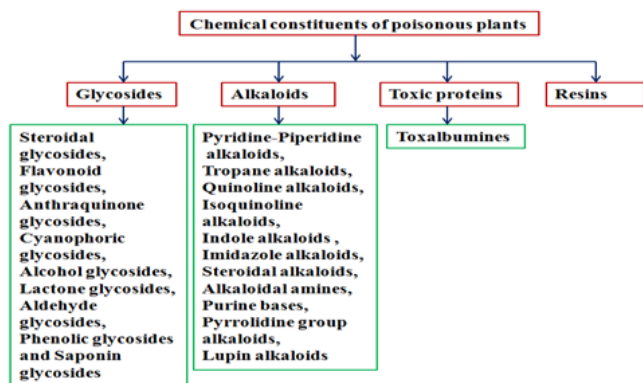 Chemical constituents of poisonous plants
Glycosides
Alkaloids
Toxic proteins
Resins
Steroidal
glycosides,
Flavonoid
glycosides,
Anthraquinone
glycosides,
Cyanophoric
glycosides,
Alcohol glycosides,
Lactone glycosides,
Aldehyde
glycosides,
Phenolic glycosides
and Saponin
glycosides
Pyridine-Piperidine
alkaloids,
Tropane alkaloids,
Quinoline alkaloids,
Isoquinoline
alkaloids,
Indole alkaloids ,
Imidazole alkaloids,
Steroidal alkaloids,
Alkaloidal amines,
Purine bases,
Pyrrolidine group
alkaloids,
Lupin alkaloids
Toxalbumines